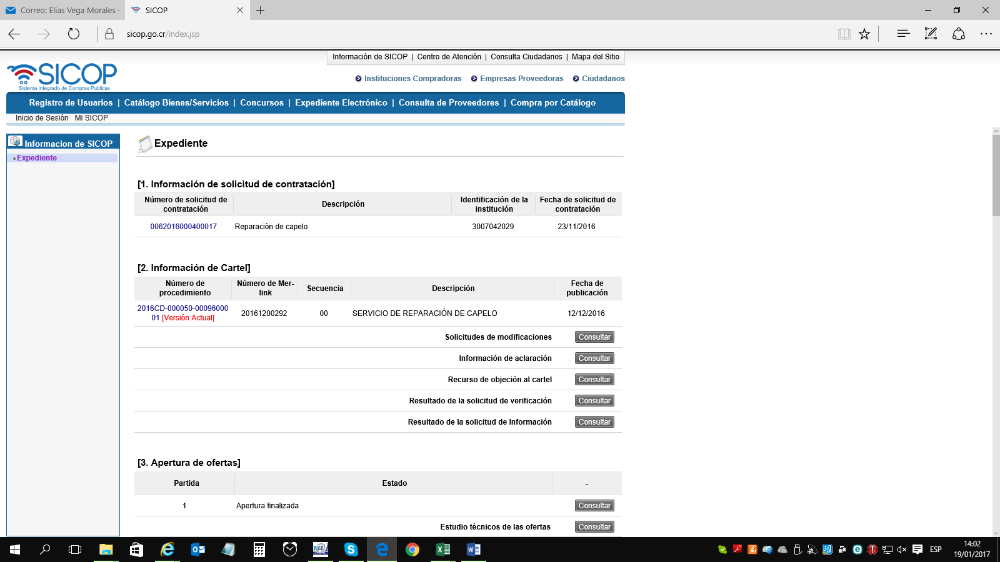 Correo: Elias Vega Morales -
SICOP
sicop.go.cr/index.jsp
Información de SICOP | Centro de Atención | Consulta Ciudadanos | Mapa del Sitio
SICOP
Sistema Integrado de Compras Públicas
Instituciones Compradoras Empresas Proveedoras Ciudadanos
Registro de Usuarios | Catálogo Bienes/Servicios | Concursos | Expediente Electrónico | Consulta de Proveedores | Compra por Catálogo
Inicio de Sesión Mi SICOP
Informacion de SICOP
Expediente
Expediente
[1. Información de solicitud de contratación]
Número de solicitud de contratación Descripción Identificación de la institución Fecha de solicitud de contratación
0062016000400017 Reparación de capelo 3007042029 23/11/2016
[2. Información de Cartel]
Número de procedimiento Número de Mer-link Secuencia Descripción Fecha de publicación
2016CD-000050-00096000
01 [Versión Actual] 20161200292 00 SERVICIO DE REPARACIÓN DE CAPELO 12/12/2016
Solicitudes de modificaciones Consultar
Información de aclaración Consultar
Recurso de objeción al cartel Consultar
Resultado de la solicitud de verificación Consultar
Resultado de la solicitud de Información Consultar
[3. Apertura de ofertas]
Partida Estado -
1 Apertura finalizada Consultar
Estudio técnicos de las ofertas Consultar
ESP
14:02
19/01/2017